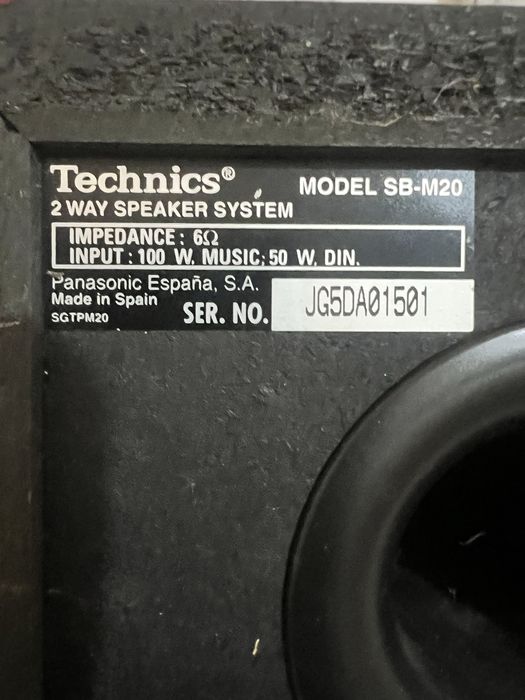 Technics® MODEL SB-M20
2 WAY SPEAKER SYSTEM
IMPEDANCE: 6Ω
INPUT: 100 W. MUSIC; 50 W. DIN.
Panasonic España, S.A.
Made in Spain
SGTPM20 SER. NO. JG5DA01501